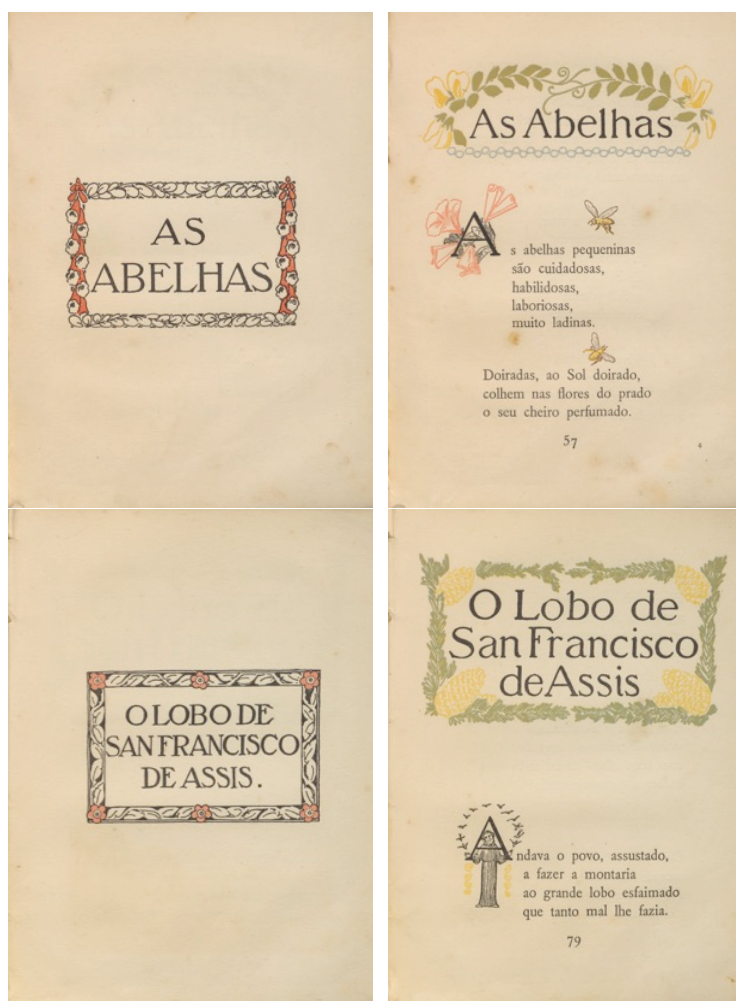 AS
ABELHAS
As Abelhas
As abelhas pequeninas
são cuidadosas,
habilidosas,
laboriosas,
muito ladinas.
Doiradas, ao Sol doirado,
colhem nas flores do prado
o seu cheiro perfumado.
57
4
O LOBO DE
SAN FRANCISCO
DE ASSIS.
O Lobo de
San Francisco
de Assis
Andava o povo, assustado,
a fazer a montaria
ao grande lobo esfaimado
que tanto mal lhe fazia.
79